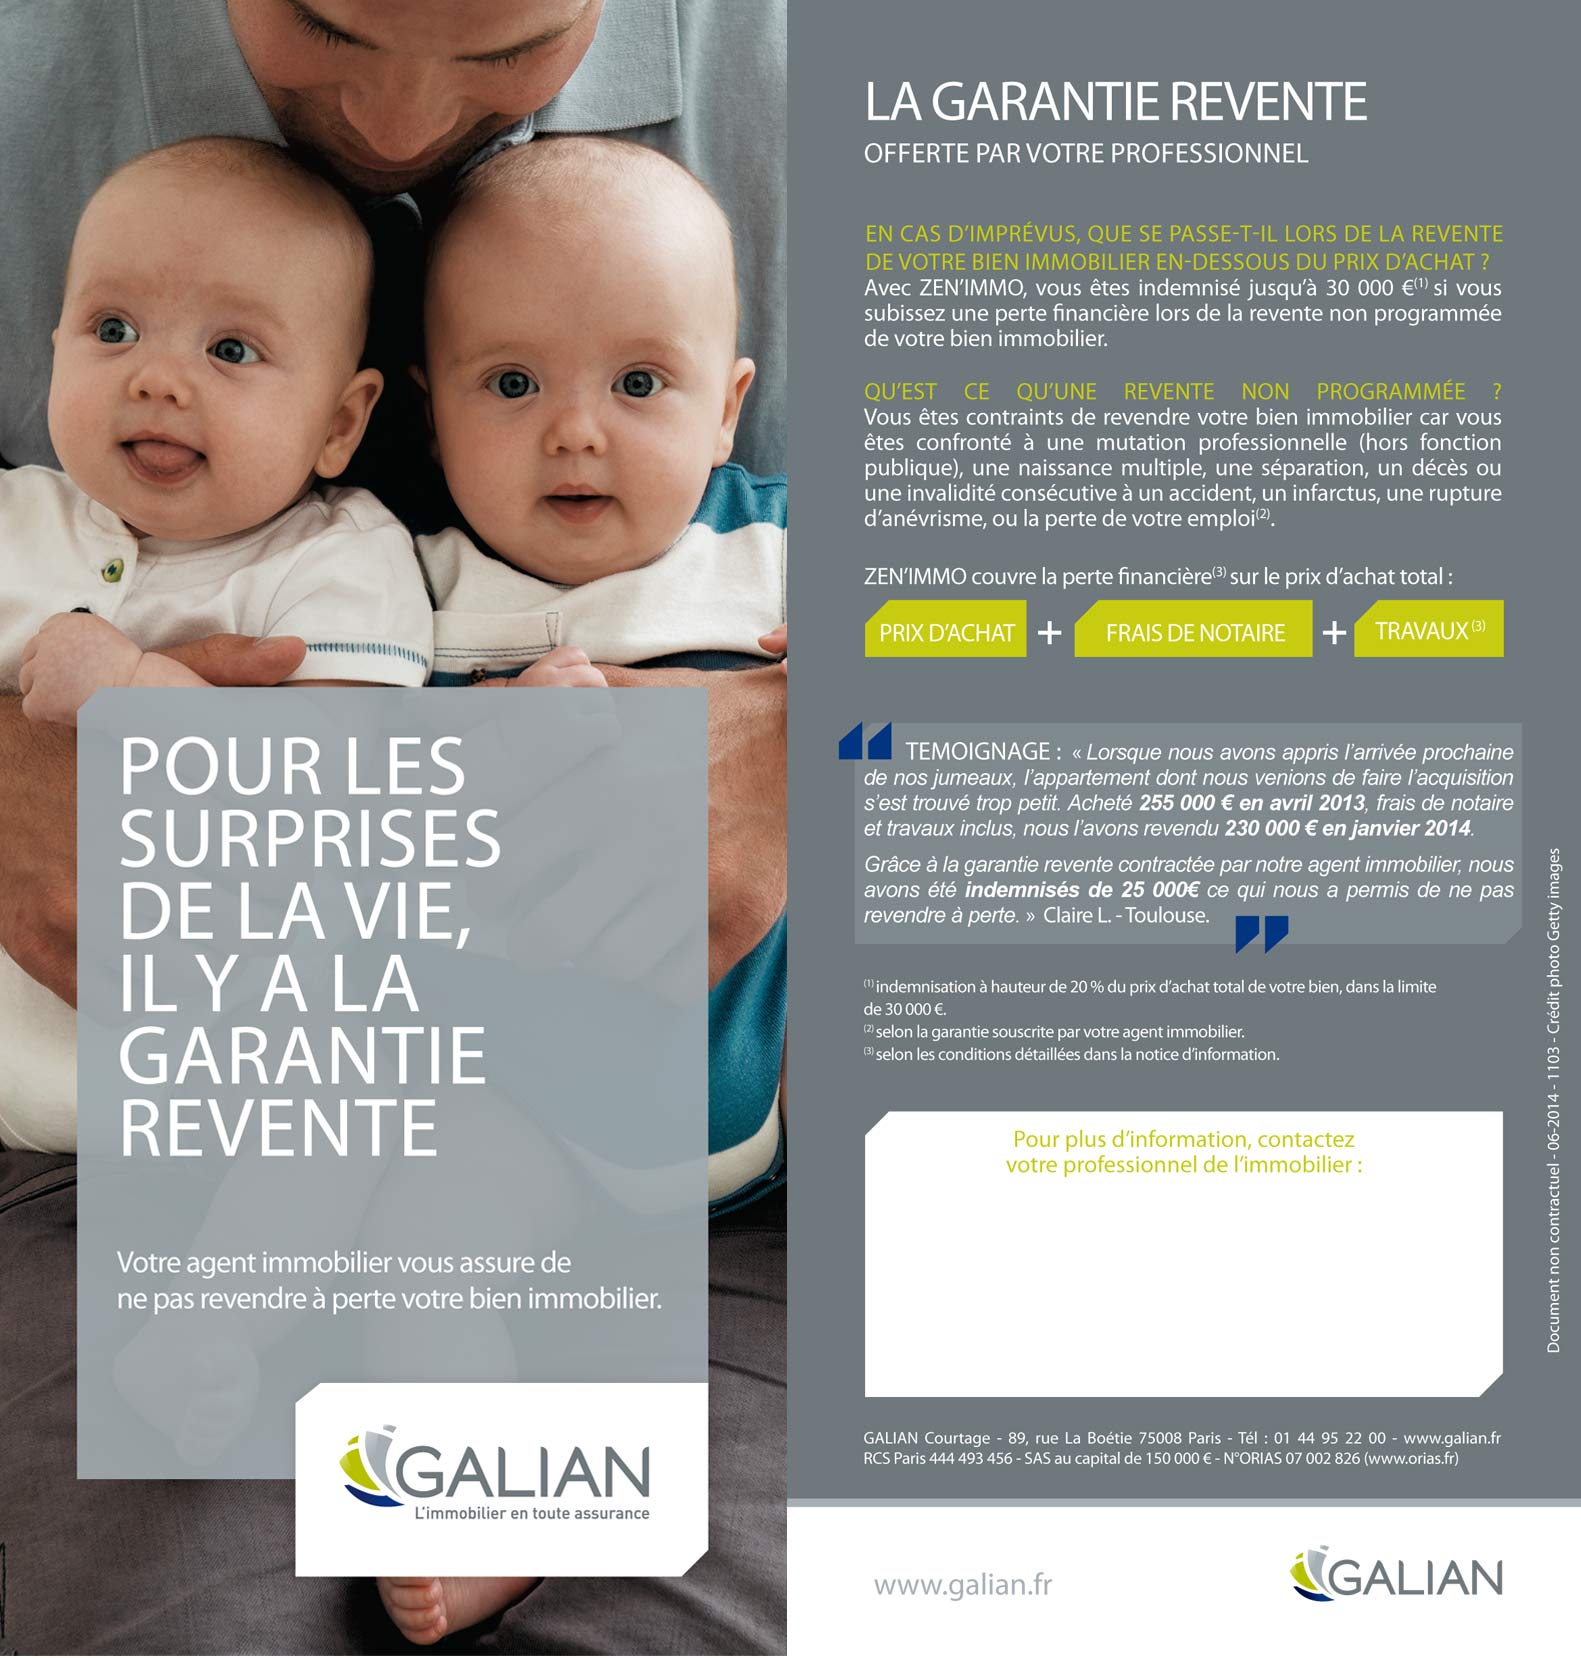 POUR LES
SURPRISES
DE LA VIE,
IL Y A LA
GARANTIE
REVENTE
Votre agent immobilier vous assure de
ne pas revendre à perte votre bien immobilier.
GALIAN
L'immobilier en toute assurance
LA GARANTIE REVENTE
OFFERTE PAR VOTRE PROFESSIONNEL
EN CAS D'IMPRÉVUS, QUE SE PASSE-T-IL LORS DE LA REVENTE
DE VOTRE BIEN IMMOBILIER EN-DESSOUS DU PRIX D'ACHAT ?
Avec ZEN'IMMO, vous êtes indemnisé jusqu'à 30 000 €(1) si vous
subissez une perte financière lors de la revente non programmée
de votre bien immobilier.
QU'EST CE QU'UNE REVENTE NON PROGRAMMÉE ?
Vous êtes contraints de revendre votre bien immobilier car vous
êtes confronté à une mutation professionnelle (hors fonction
publique), une naissance multiple, une séparation, un décès ou
une invalidité consécutive à un accident, un infarctus, une rupture
d'anévrisme, ou la perte de votre emploi(2).
ZEN'IMMO couvre la perte financière(3) sur le prix d'achat total :
PRIX D'ACHAT + FRAIS DE NOTAIRE + TRAVAUX (3)
TEMOIGNAGE : « Lorsque nous avons appris l'arrivée prochaine
de nos jumeaux, l'appartement dont nous venions de faire l'acquisition
s'est trouvé trop petit. Acheté 255 000 € en avril 2013, frais de notaire
et travaux inclus, nous l'avons revendu 230 000 € en janvier 2014.
Grâce à la garantie revente contractée par notre agent immobilier, nous
avons été indemnisés de 25 000€ ce qui nous a permis de ne pas
revendre à perte. » Claire L. - Toulouse.
(1) indemnisation à hauteur de 20 % du prix d'achat total de votre bien, dans la limite
de 30 000 €.
(2) selon la garantie souscrite par votre agent immobilier.
(3) selon les conditions détaillées dans la notice d'information.
Pour plus d'information, contactez
votre professionnel de l'immobilier :
Document non contractuel - 06-2014 - 1103 - Crédit photo Getty images
GALIAN Courtage - 89, rue La Boétie 75008 Paris - Tél : 01 44 95 22 00 - www.galian.fr
RCS Paris 444 493 456 - SAS au capital de 150 000 € - N°ORIAS 07 002 826 (www.orias.fr)
www.galian.fr
GALIAN